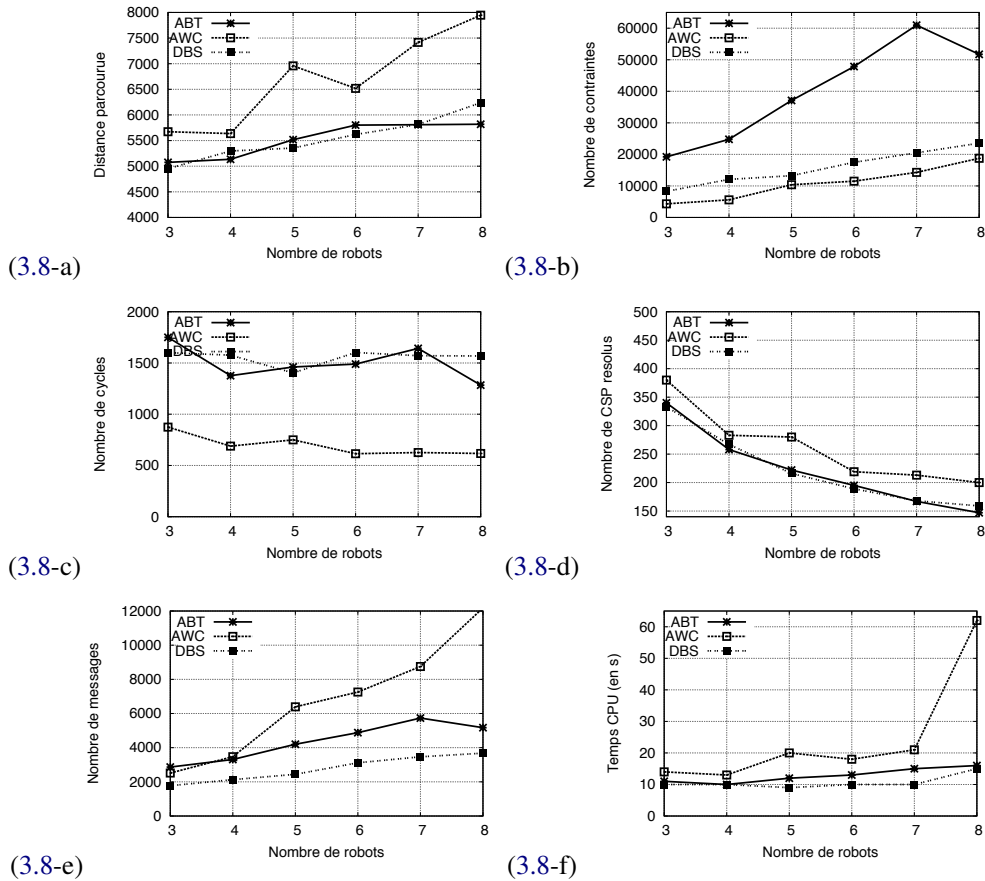 8000
7500
7000
6500
6000
5500
5000
4500
4000
Distance parcourue
ABT
AWC
DBS
3 4 5 6 7 8
Nombre de robots
(3.8-a)
60000
50000
40000
30000
20000
10000
0
Nombre de contraintes
ABT
AWC
DBS
3 4 5 6 7 8
Nombre de robots
(3.8-b)
2000
1500
1000
500
0
Nombre de cycles
ABT
AWC
DBS
3 4 5 6 7 8
Nombre de robots
(3.8-c)
500
450
400
350
300
250
200
150
Nombre de CSP resolus
ABT
AWC
DBS
3 4 5 6 7 8
Nombre de robots
(3.8-d)
12000
10000
8000
6000
4000
2000
0
Nombre de messages
ABT
AWC
DBS
3 4 5 6 7 8
Nombre de robots
(3.8-e)
60
50
40
30
20
10
0
Temps CPU (en s)
ABT
AWC
DBS
3 4 5 6 7 8
Nombre de robots
(3.8-f)